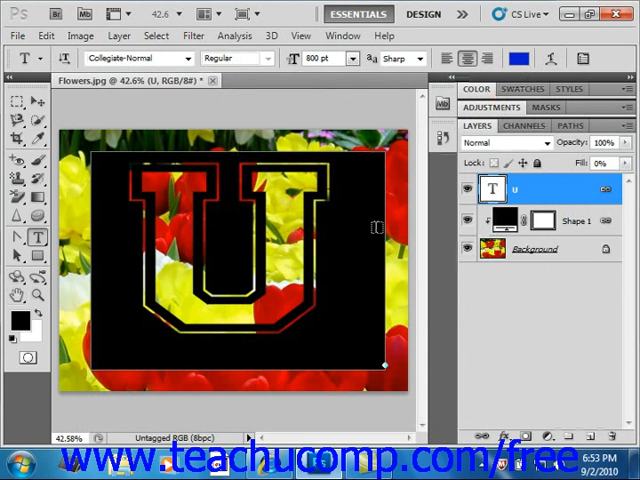 Ps
42.6
ESSENTIALS
DESIGN
CS Live
File Edit Image Layer Select Filter Analysis 3D View Window Help
T
Collegiate-Normal
Regular
T 800 pt
aa Sharp
Flowers.jpg @ 42.6% (U, RGB/8#) *
COLOR SWATCHES STYLES
ADJUSTMENTS MASKS
LAYERS CHANNELS PATHS
Normal Opacity: 100%
Lock: Fill: 0%
T U
Shape 1
Background
U
Mb
T
42.58% Untagged RGB (8bpc)
fx
www.teachucomp.com/free
6:53 PM
9/2/2010